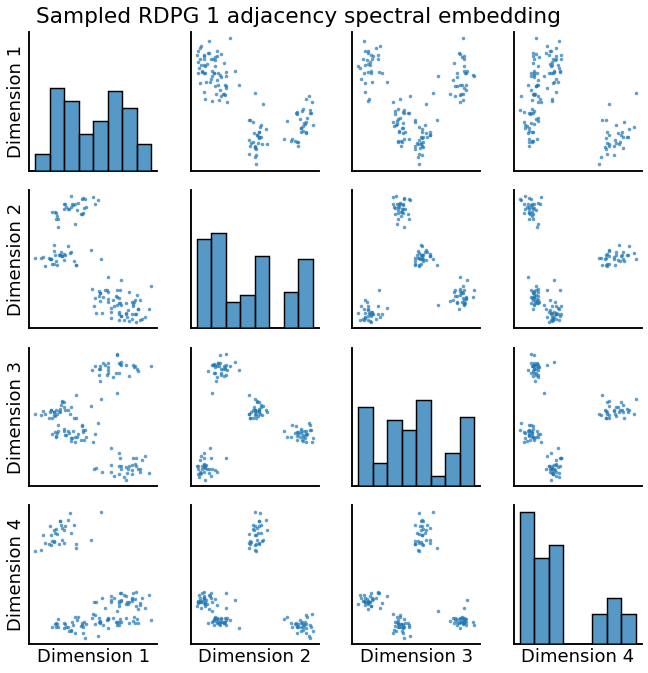 Sampled RDPG 1 adjacency spectral embedding
Dimension 1
Dimension 2
Dimension 3
Dimension 4
Dimension 1 Dimension 2 Dimension 3 Dimension 4